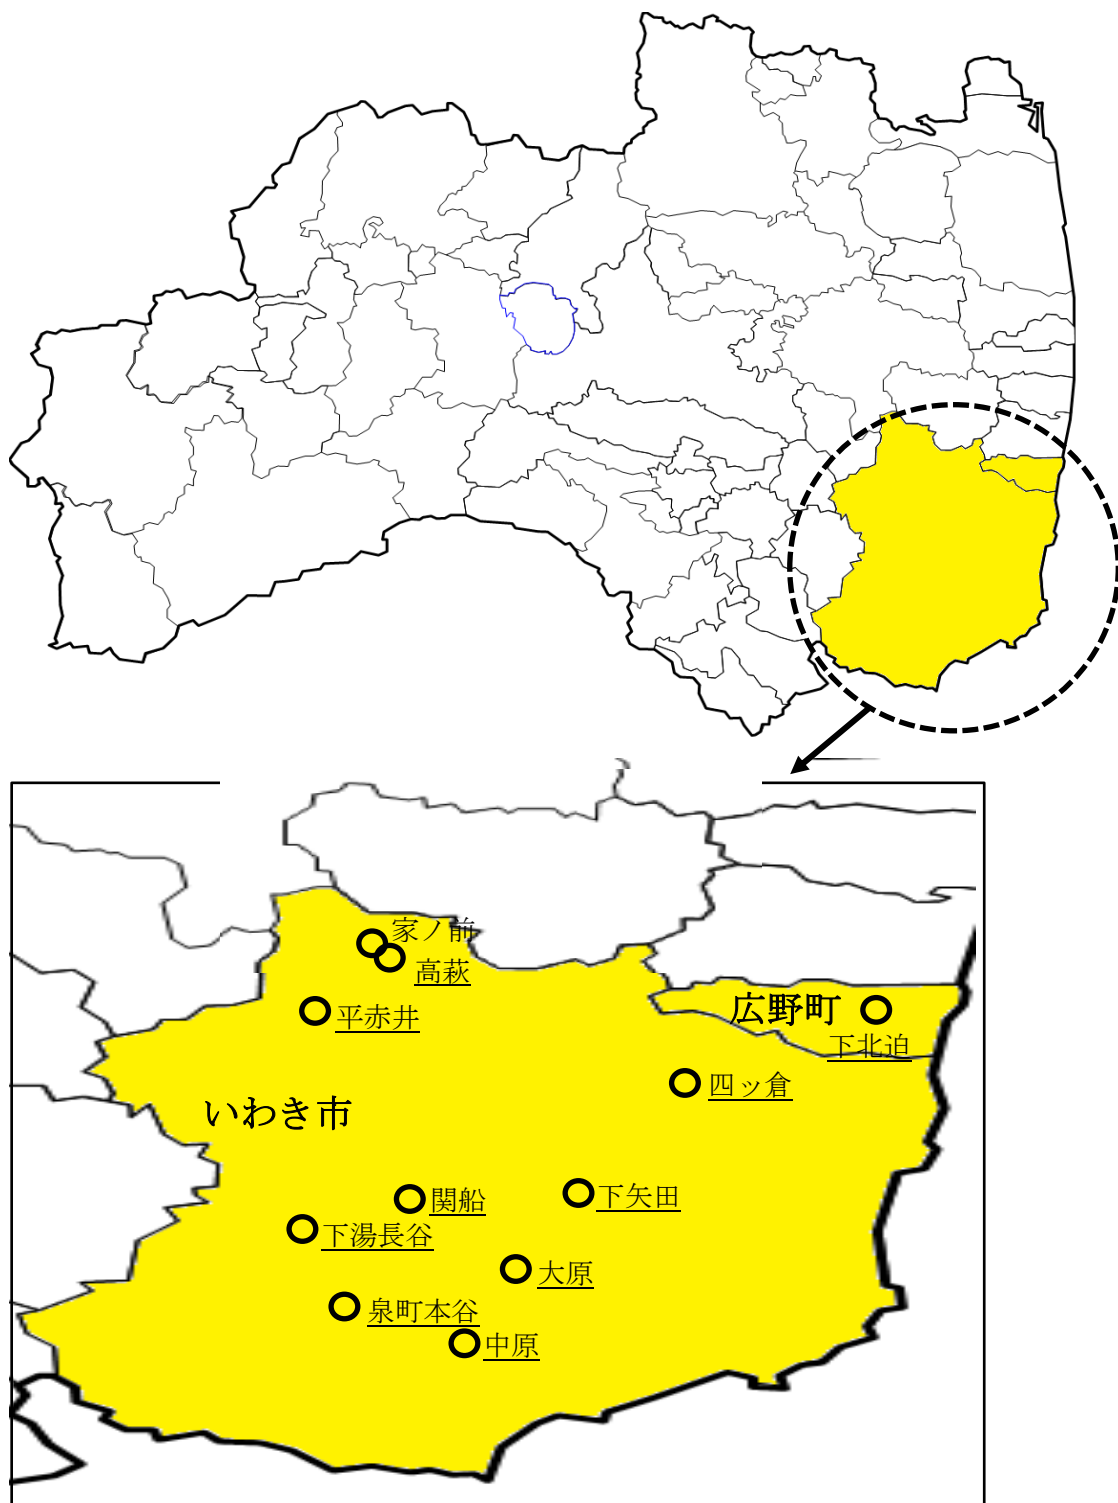 家ノ前
高萩
平赤井
広野町
下北迫
四ッ倉
いわき市
関船
下矢田
下湯長谷
大原
泉町本谷
中原